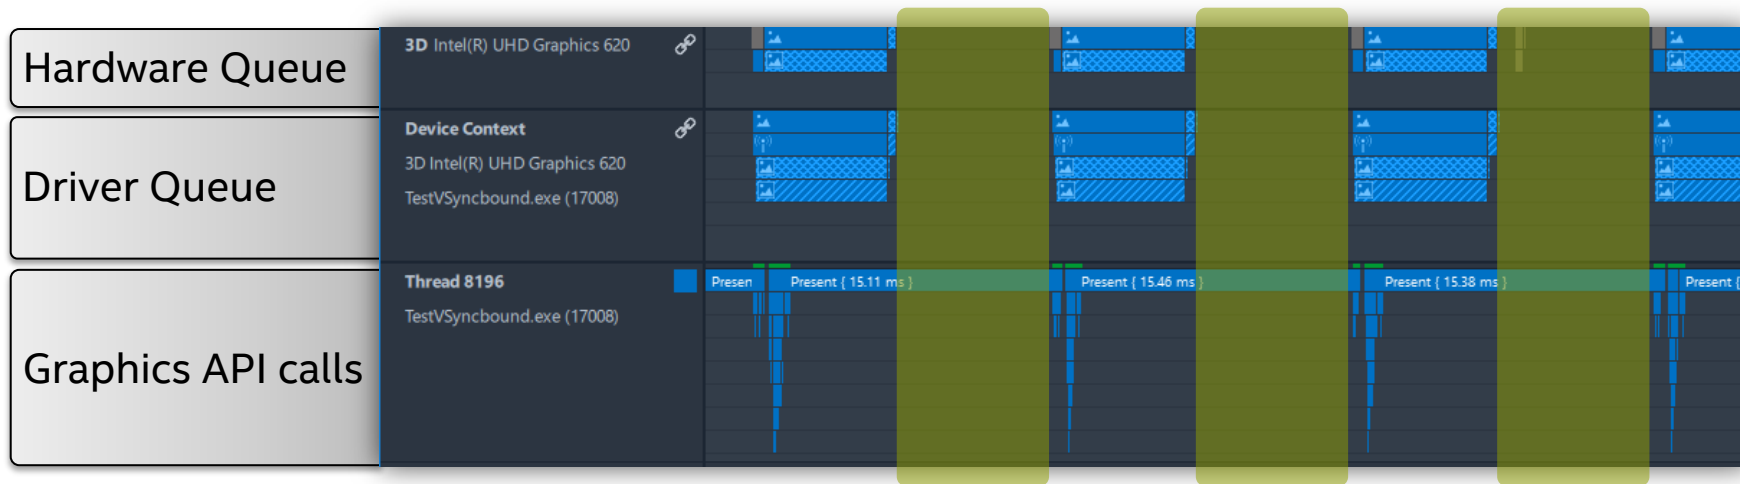 Hardware Queue
3D Intel(R) UHD Graphics 620
Driver Queue
Device Context
3D Intel(R) UHD Graphics 620
TestVSyncbound.exe (17008)
Graphics API calls
Thread 8196
TestVSyncbound.exe (17008)
Presen
Present { 15.11 ms }
Present { 15.46 ms }
Present { 15.38 ms }
Present {